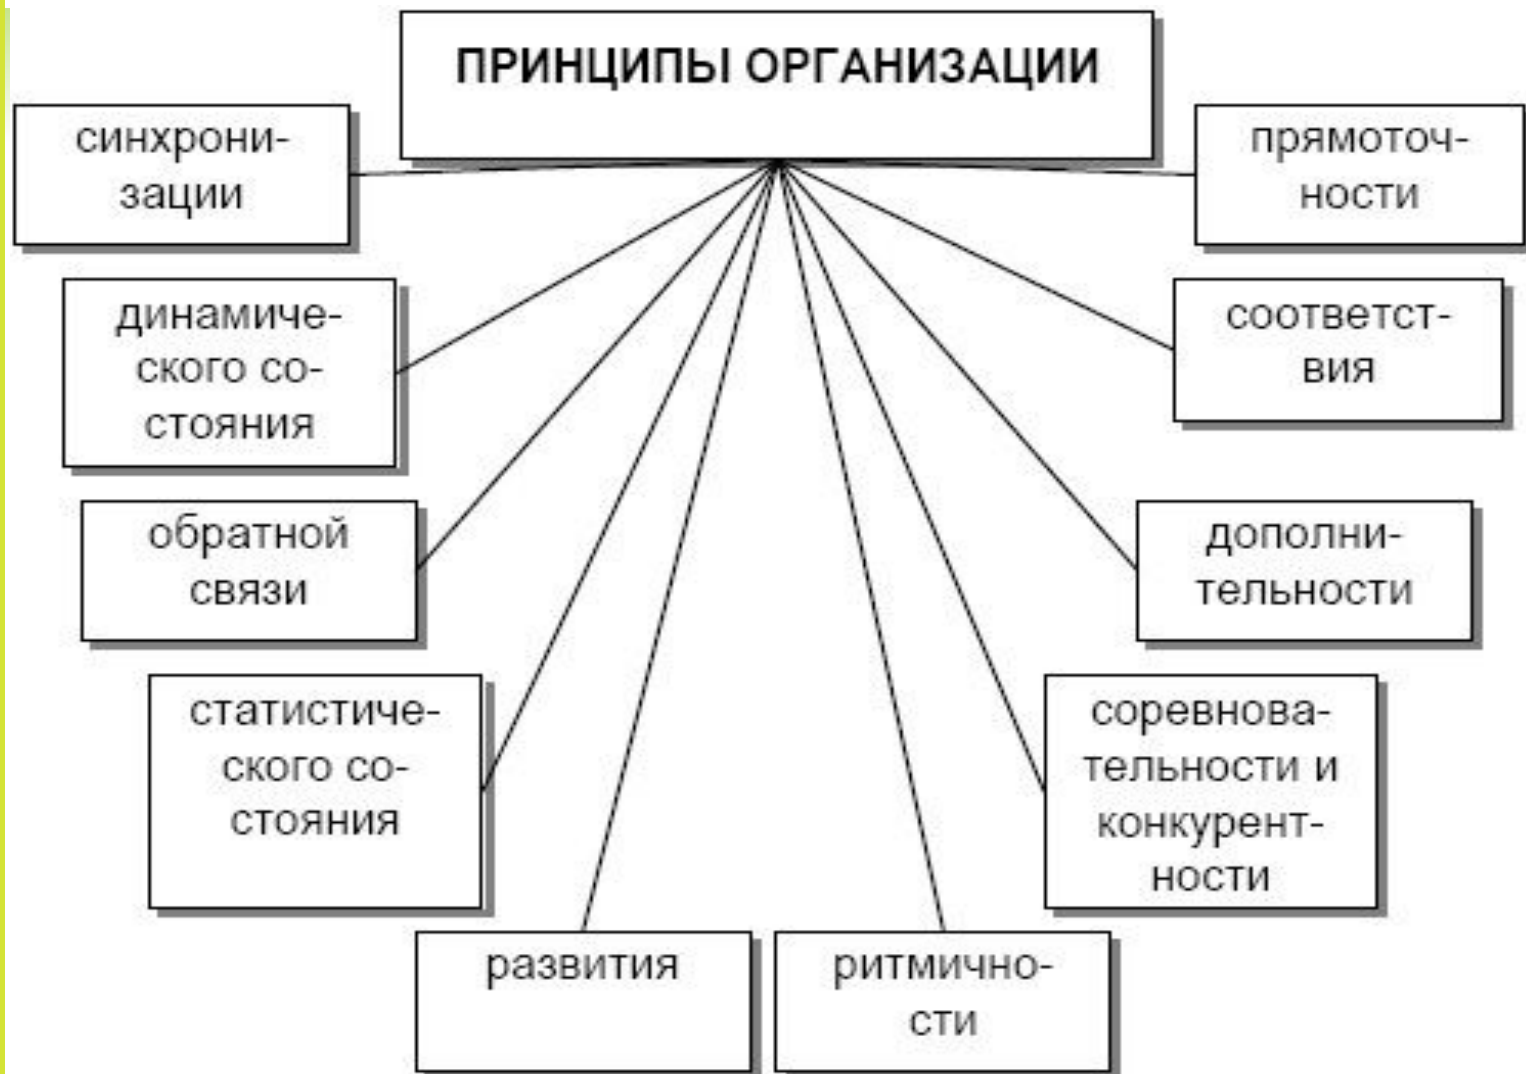 ПРИНЦИПЫ ОРГАНИЗАЦИИ
синхрони-
зации
прямоточ-
ности
динамиче-
ского со-
стояния
соответст-
вия
обратной
связи
дополни-
тельности
статистиче-
ского со-
стояния
соревнова-
тельности и
конкурент-
ности
развития
ритмично-
сти